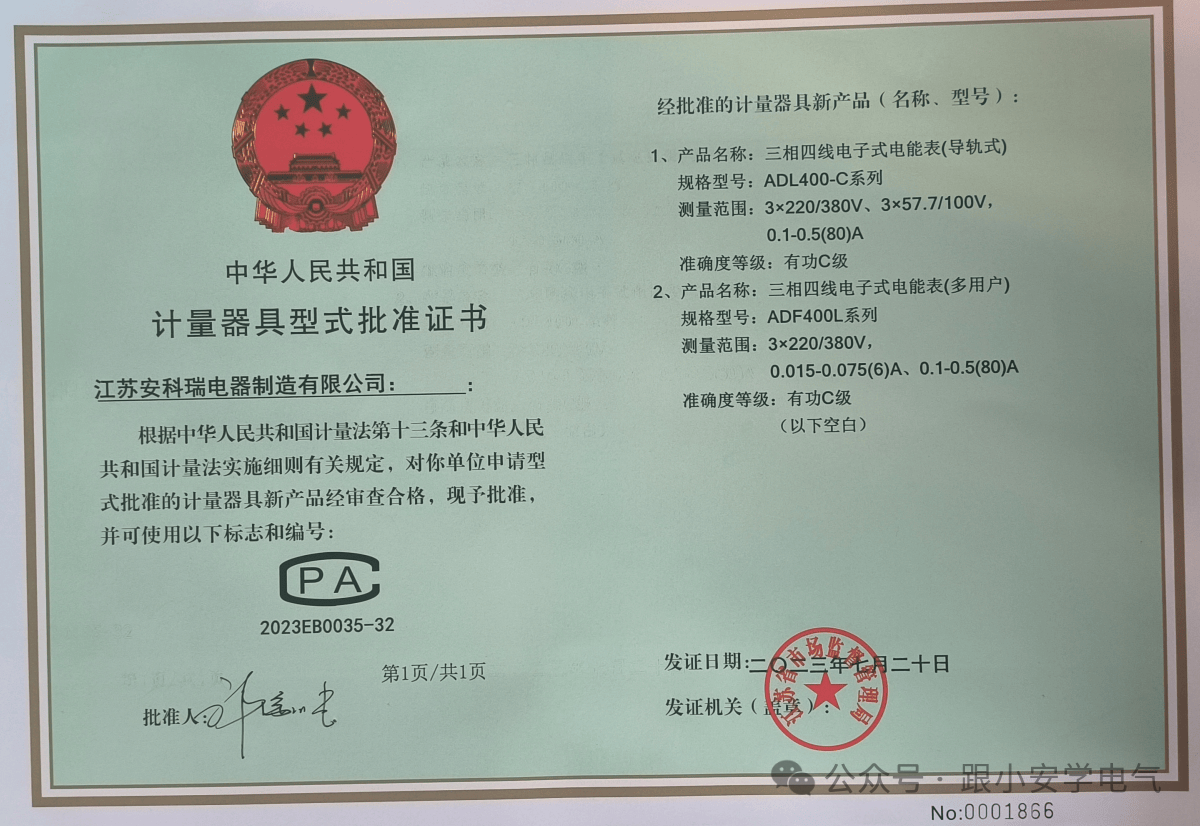 中华人民共和国
计量器具型式批准证书
江苏安科瑞电器制造有限公司：　　　：
根据中华人民共和国计量法第十三条和中华人民
共和国计量法实施细则有关规定，对你单位申请型
式批准的计量器具新产品经审查合格，现予批准，
并可使用以下标志和编号：
CPA
2023EB0035-32
第1页/共1页
批准人：
经批准的计量器具新产品（名称、型号）：
1、产品名称：三相四线电子式电能表(导轨式)
规格型号：ADL400-C系列
测量范围：3×220/380V、3×57.7/100V，
0.1-0.5(80)A
准确度等级：有功C级
2、产品名称：三相四线电子式电能表(多用户)
规格型号：ADF400L系列
测量范围：3×220/380V，
0.015-0.075(6)A、0.1-0.5(80)A
准确度等级：有功C级
（以下空白）
发证日期：二〇二三年七月二十日
发证机关（盖章）：
江苏省市场监督管理局
公众号·跟小安学电气
No:0001866